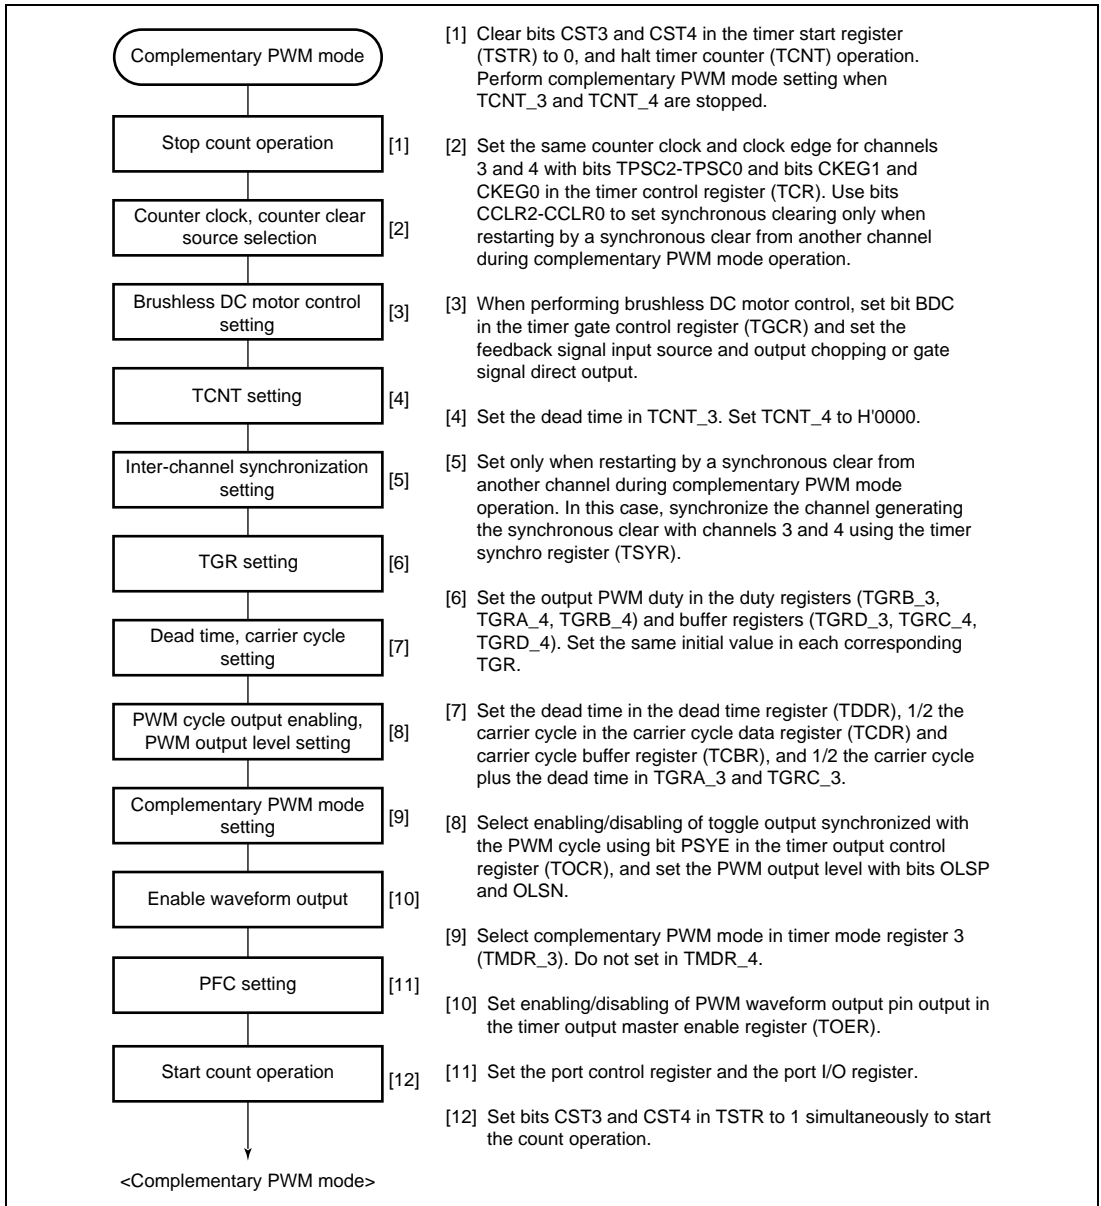 Complementary PWM mode
Stop count operation
[1]
Counter clock, counter clear
source selection
[2]
Brushless DC motor control
setting
[3]
TCNT setting
[4]
Inter-channel synchronization
setting
[5]
TGR setting
[6]
Dead time, carrier cycle
setting
[7]
PWM cycle output enabling,
PWM output level setting
[8]
Complementary PWM mode
setting
[9]
Enable waveform output
[10]
PFC setting
[11]
Start count operation
[12]
<Complementary PWM mode>
[1] Clear bits CST3 and CST4 in the timer start register
(TSTR) to 0, and halt timer counter (TCNT) operation.
Perform complementary PWM mode setting when
TCNT_3 and TCNT_4 are stopped.
[2] Set the same counter clock and clock edge for channels
3 and 4 with bits TPSC2-TPSC0 and bits CKEG1 and
CKEG0 in the timer control register (TCR). Use bits
CCLR2-CCLR0 to set synchronous clearing only when
restarting by a synchronous clear from another channel
during complementary PWM mode operation.
[3] When performing brushless DC motor control, set bit BDC
in the timer gate control register (TGCR) and set the
feedback signal input source and output chopping or gate
signal direct output.
[4] Set the dead time in TCNT_3. Set TCNT_4 to H'0000.
[5] Set only when restarting by a synchronous clear from
another channel during complementary PWM mode
operation. In this case, synchronize the channel generating
the synchronous clear with channels 3 and 4 using the timer
synchro register (TSYR).
[6] Set the output PWM duty in the duty registers (TGRB_3,
TGRA_4, TGRB_4) and buffer registers (TGRD_3, TGRC_4,
TGRD_4). Set the same initial value in each corresponding
TGR.
[7] Set the dead time in the dead time register (TDDR), 1/2 the
carrier cycle in the carrier cycle data register (TCDR) and
carrier cycle buffer register (TCBR), and 1/2 the carrier cycle
plus the dead time in TGRA_3 and TGRC_3.
[8] Select enabling/disabling of toggle output synchronized with
the PWM cycle using bit PSYE in the timer output control
register (TOCR), and set the PWM output level with bits OLSP
and OLSN.
[9] Select complementary PWM mode in timer mode register 3
(TMDR_3). Do not set in TMDR_4.
[10] Set enabling/disabling of PWM waveform output pin output in
the timer output master enable register (TOER).
[11] Set the port control register and the port I/O register.
[12] Set bits CST3 and CST4 in TSTR to 1 simultaneously to start
the count operation.